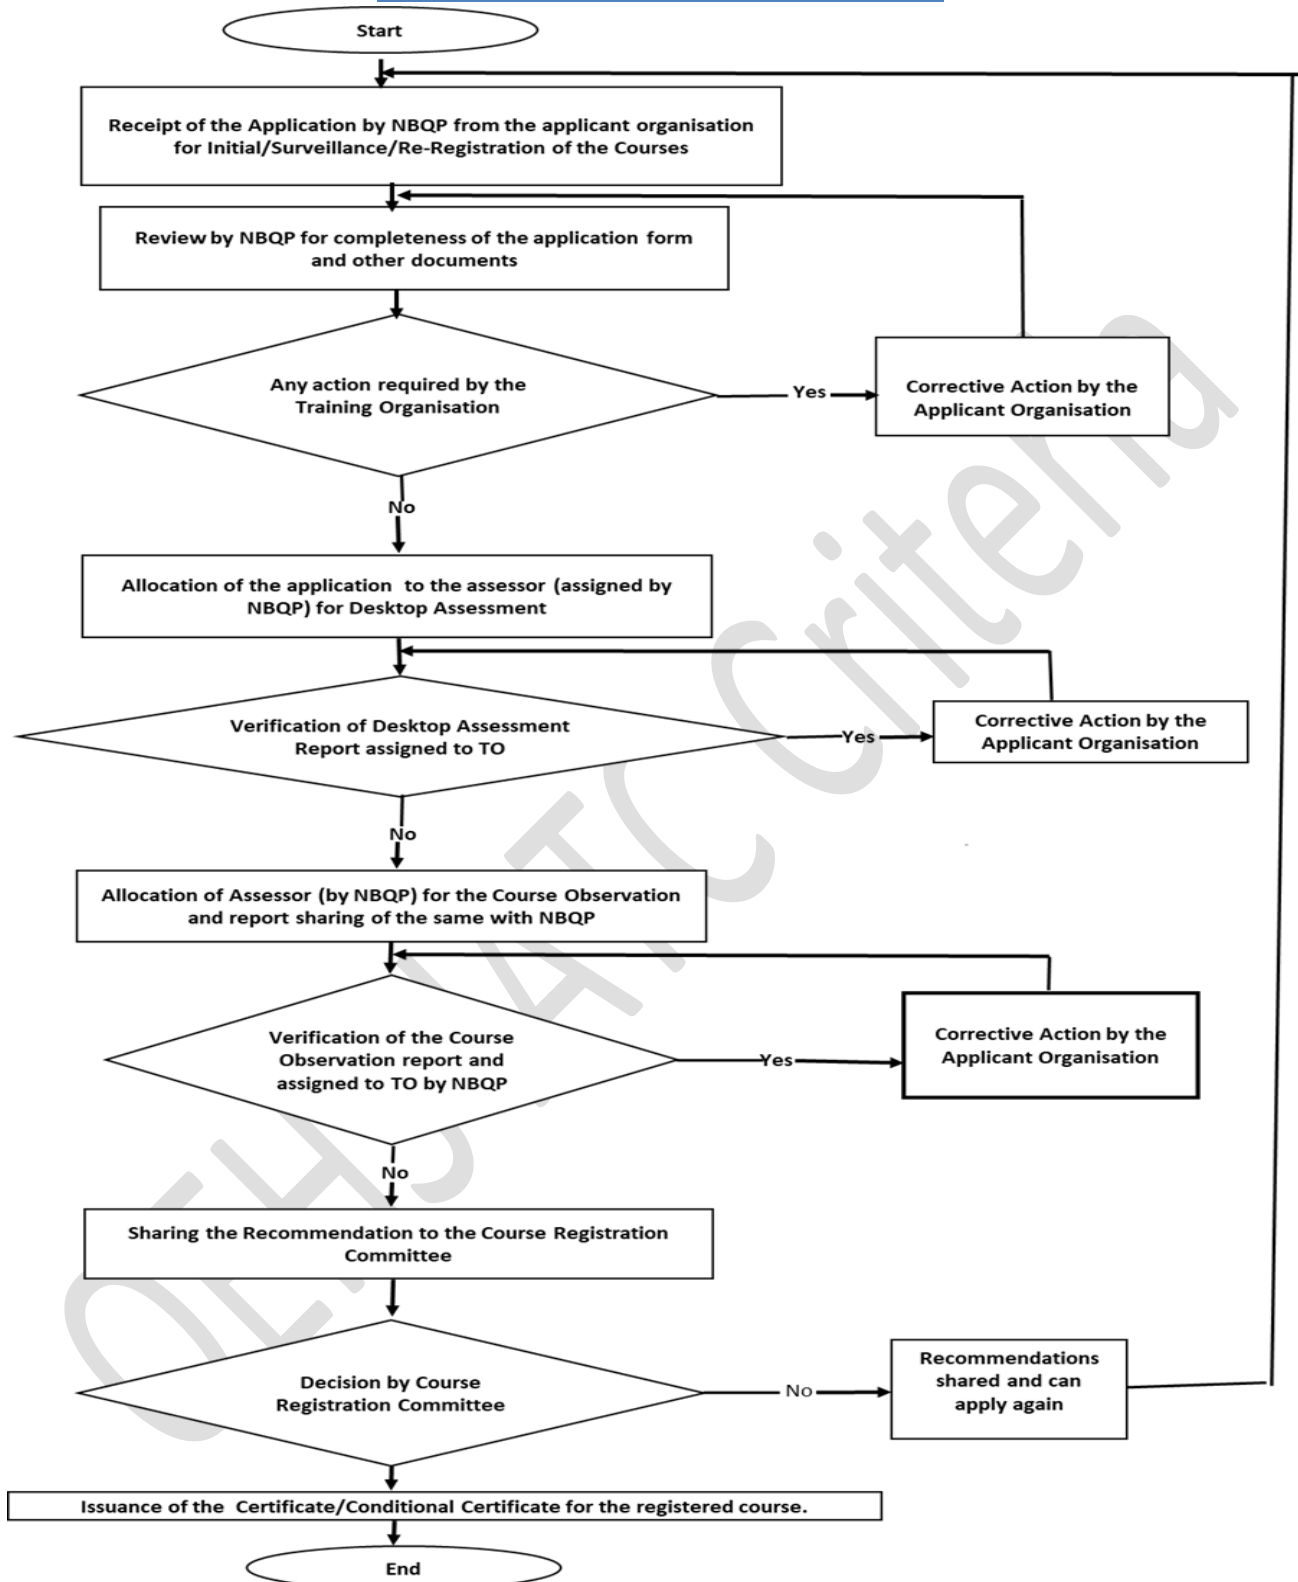 Start
Receipt of the Application by NBQP from the applicant organisation
for Initial/Surveillance/Re-Registration of the Courses
Review by NBQP for completeness of the application form
and other documents
Any action required by the
Training Organisation
Yes
Corrective Action by the
Applicant Organisation
No
Allocation of the application to the assessor (assigned by
NBQP) for Desktop Assessment
Verification of Desktop Assessment
Report assigned to TO
Yes
Corrective Action by the
Applicant Organisation
No
Allocation of Assessor (by NBQP) for the Course Observation
and report sharing of the same with NBQP
Verification of the Course
Observation report and
assigned to TO by NBQP
Yes
Corrective Action by the
Applicant Organisation
No
Sharing the Recommendation to the Course Registration
Committee
Decision by Course
Registration Committee
No
Recommendations
shared and can
apply again
Issuance of the Certificate/Conditional Certificate for the registered course.
End
ATC Criteria